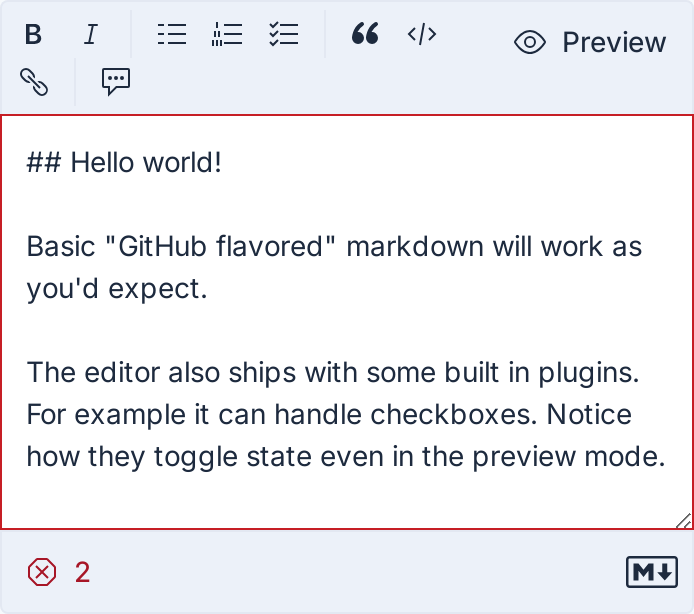 B I Preview
## Hello world!
Basic "GitHub flavored" markdown will work as
you'd expect.
The editor also ships with some built in plugins.
For example it can handle checkboxes. Notice
how they toggle state even in the preview mode.
2 M